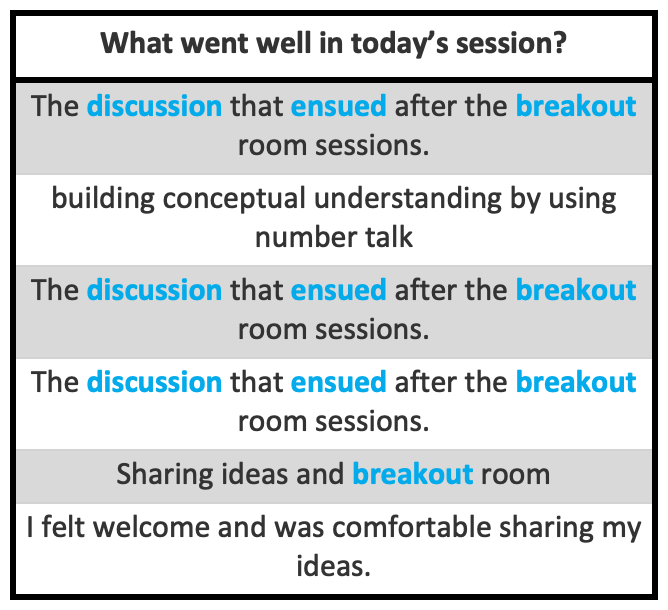 What went well in today’s session?
The discussion that ensued after the breakout
room sessions.
building conceptual understanding by using
number talk
The discussion that ensued after the breakout
room sessions.
The discussion that ensued after the breakout
room sessions.
Sharing ideas and breakout room
I felt welcome and was comfortable sharing my
ideas.